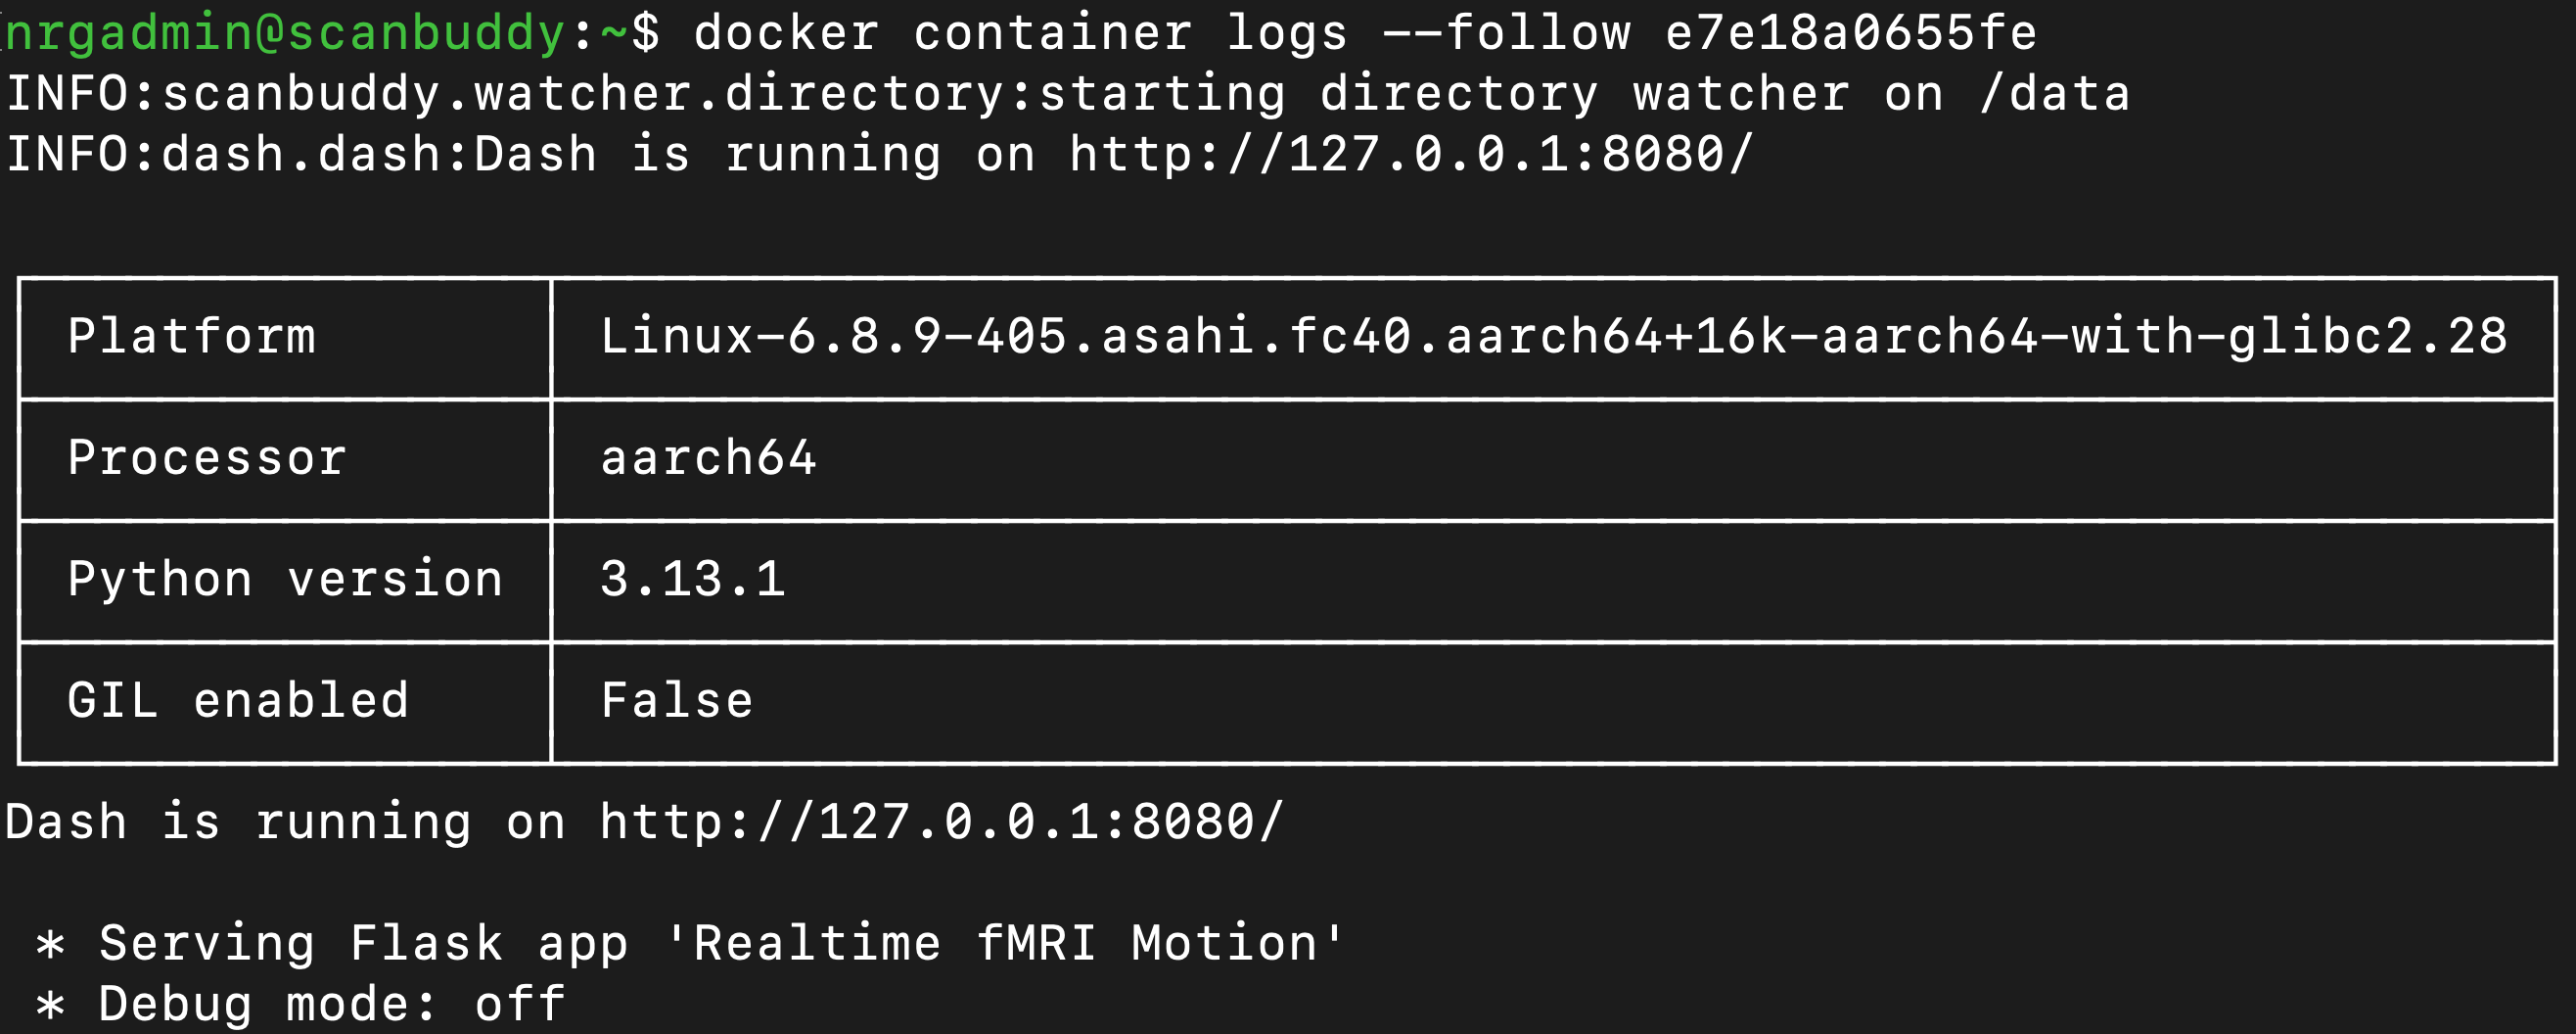 nrgadmin@scanbuddy:~$ docker container logs --follow e7e18a0655fe
INFO:scanbuddy.watcher.directory:starting directory watcher on /data
INFO:dash.dash:Dash is running on http://127.0.0.1:8080/
Platform Linux-6.8.9-405.asahi.fc40.aarch64+16k-aarch64-with-glibc2.28
Processor aarch64
Python version 3.13.1
GIL enabled False
Dash is running on http://127.0.0.1:8080/
* Serving Flask app 'Realtime fMRI Motion'
* Debug mode: off